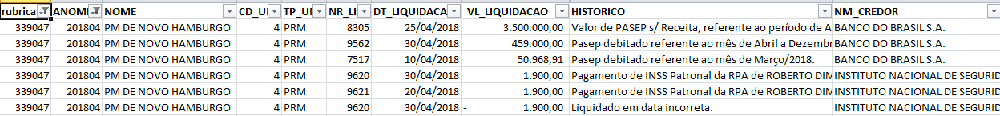 rubrica ANOM NOME CD_U TP_UN NR_LI DT_LIQUIDACA VL_LIQUIDACAO HISTORICO NM_CREDOR
339047 201804 PM DE NOVO HAMBURGO 4 PRM 8305 25/04/2018 3.500.000,00 Valor de PASEP s/ Receita, referente ao período de A BANCO DO BRASIL S.A.
339047 201804 PM DE NOVO HAMBURGO 4 PRM 9562 30/04/2018 459.000,00 Pasep debitado referente ao mês de Abril a Dezemb BANCO DO BRASIL S.A.
339047 201804 PM DE NOVO HAMBURGO 4 PRM 7517 10/04/2018 50.968,91 Pasep debitado referente ao mês de Março/2018. BANCO DO BRASIL S.A.
339047 201804 PM DE NOVO HAMBURGO 4 PRM 9620 30/04/2018 1.900,00 Pagamento de INSS Patronal da RPA de ROBERTO DIM INSTITUTO NACIONAL DE SEGURID
339047 201804 PM DE NOVO HAMBURGO 4 PRM 9621 20/04/2018 1.900,00 Pagamento de INSS Patronal da RPA de ROBERTO DIM INSTITUTO NACIONAL DE SEGURID
339047 201804 PM DE NOVO HAMBURGO 4 PRM 9620 30/04/2018 - 1.900,00 Liquidado em data incorreta. INSTITUTO NACIONAL DE SEGURID